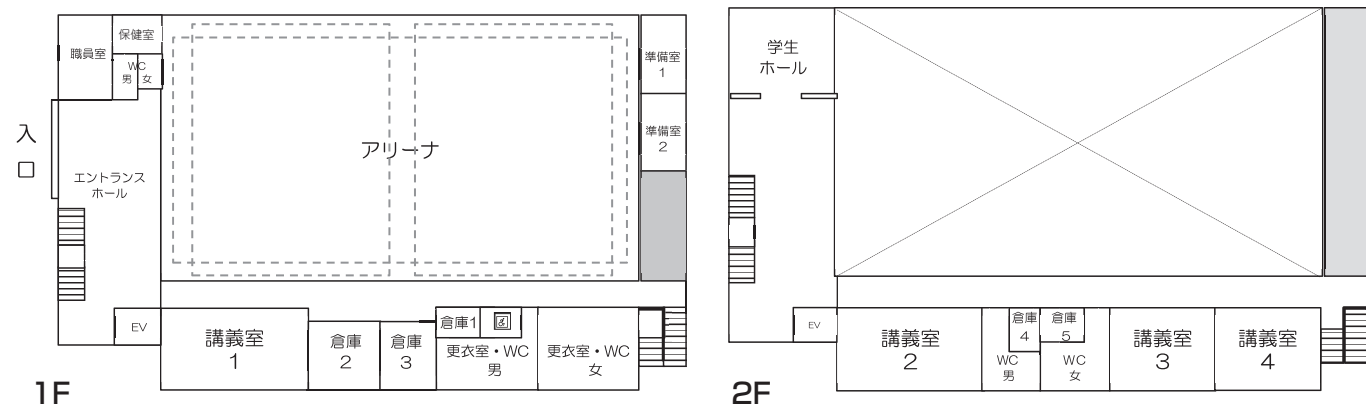 職員室
保健室
WC
男
女
入
口
エントランス
ホール
アリーナ
準備室
1
準備室
2
EV
講義室
1
倉庫
2
倉庫
3
倉庫1
更衣室・WC
男
更衣室・WC
女
1F
学生
ホール
EV
講義室
2
倉庫
4
倉庫
5
WC
男
WC
女
講義室
3
講義室
4
2F